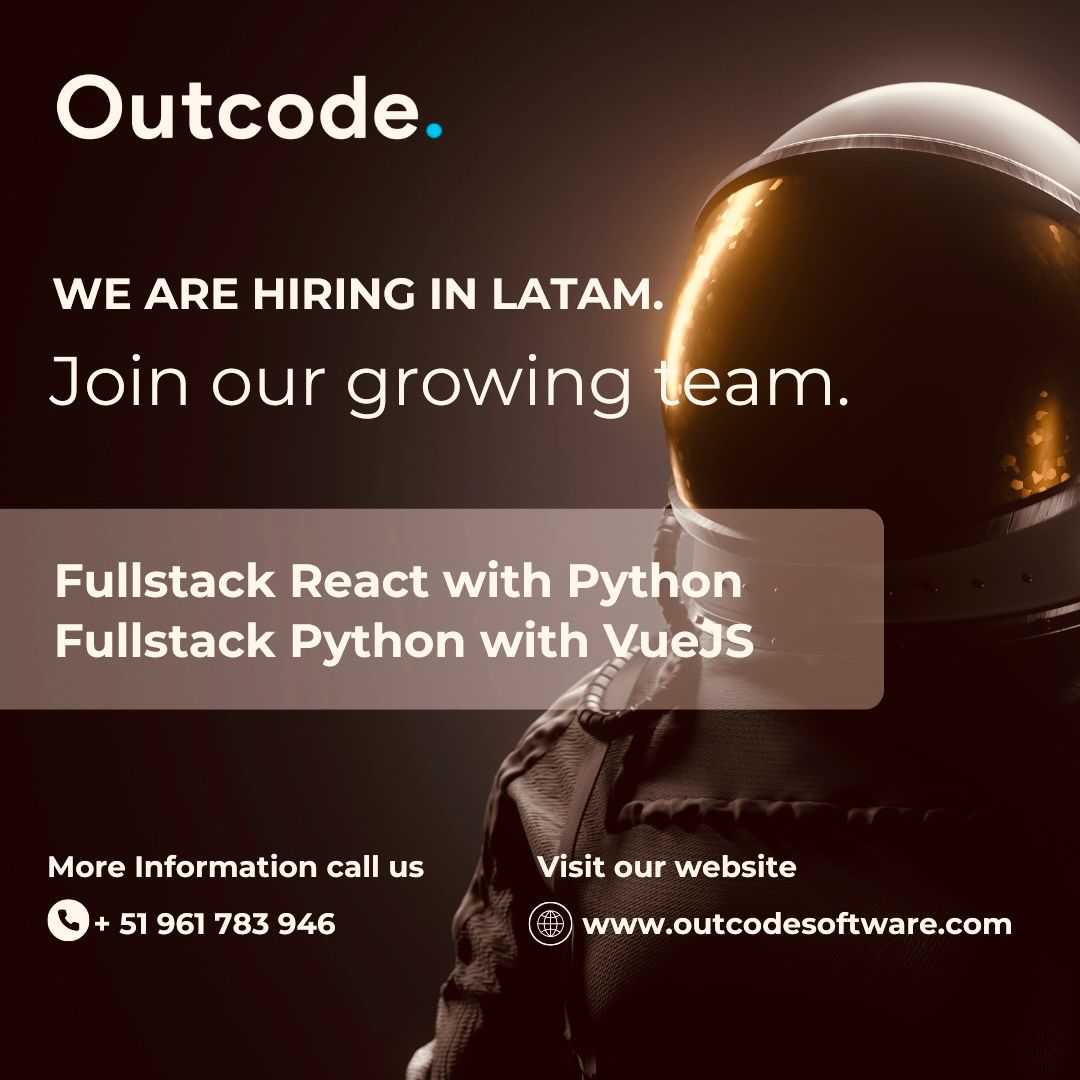 Outcode.
WE ARE HIRING IN LATAM.
Join our growing team.
Fullstack React with Python
Fullstack Python with VueJS
More Information call us
+ 51 961 783 946
Visit our website
www.outcodesoftware.com